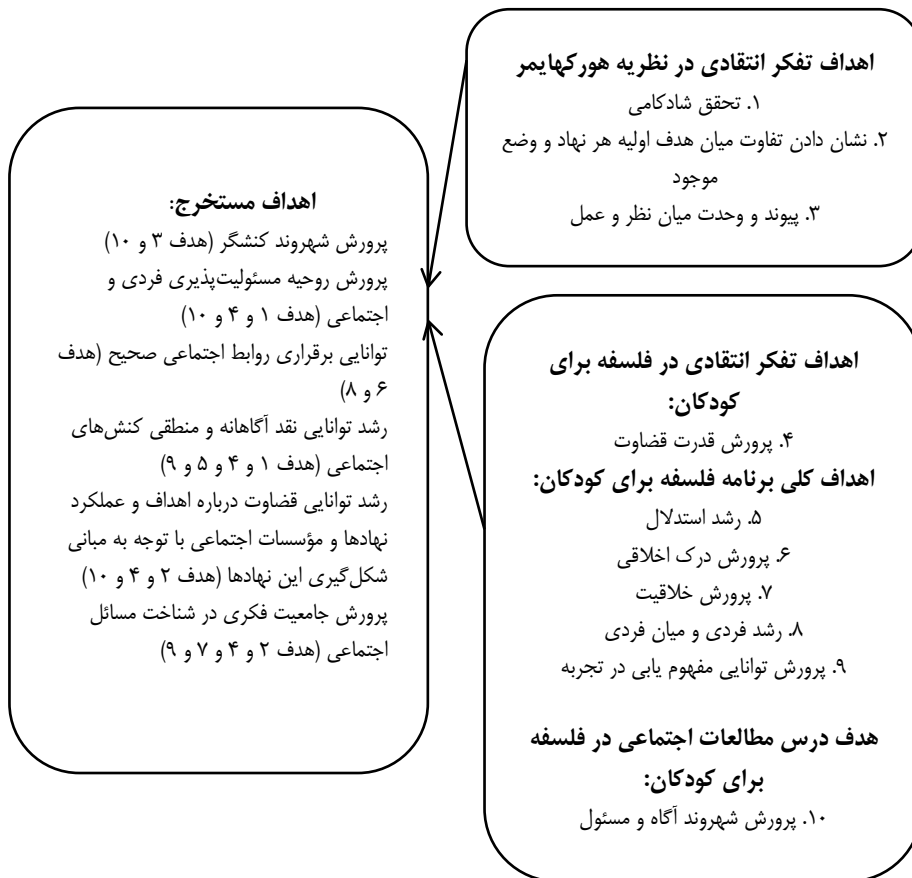 اهداف تفکر انتقادی در نظریه هورکهایمر
۱. تحقق شادکامی
۲. نشان دادن تفاوت میان هدف اولیه هر نهاد و وضع
موجود
۳. پیوند و وحدت میان نظر و عمل
اهداف تفکر انتقادی در فلسفه برای
کودکان:
۴. پرورش قدرت قضاوت
اهداف کلی برنامه فلسفه برای کودکان:
۵. رشد استدلال
۶. پرورش درک اخلاقی
۷. پرورش خلاقیت
۸. رشد فردی و میان فردی
۹. پرورش توانایی مفهوم یابی در تجربه
هدف درس مطالعات اجتماعی در فلسفه
برای کودکان:
۱۰. پرورش شهروند آگاه و مسئول
اهداف مستخرج:
پرورش شهروند کنشگر (هدف ۳ و ۱۰)
پرورش روحیه مسئولیت‌پذیری فردی و
اجتماعی (هدف ۱ و ۴ و ۱۰)
توانایی برقراری روابط اجتماعی صحیح (هدف
۶ و ۸)
رشد توانایی نقد آگاهانه و منطقی کنش‌های
اجتماعی (هدف ۱ و ۴ و ۵ و ۹)
رشد توانایی قضاوت درباره اهداف و عملکرد
نهادها و مؤسسات اجتماعی با توجه به مبانی
شکل‌گیری این نهادها (هدف ۲ و ۴ و ۱۰)
پرورش جامعیت فکری در شناخت مسائل
اجتماعی (هدف ۲ و ۴ و ۷ و ۹)